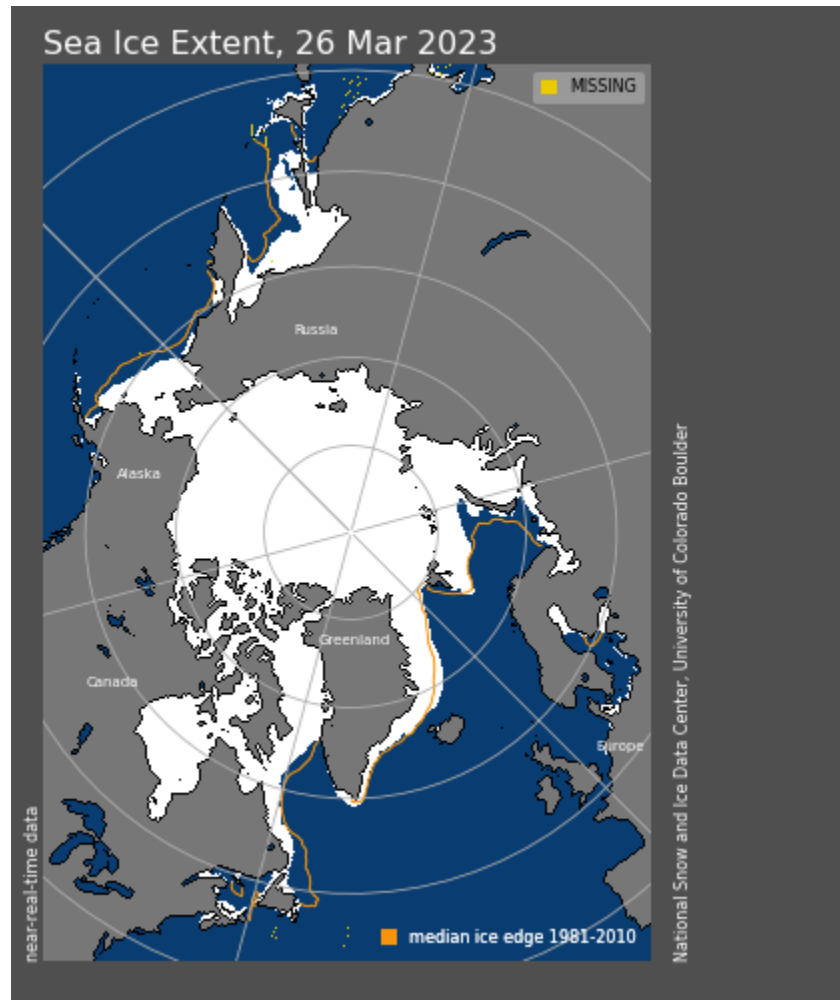 Sea Ice Extent, 26 Mar 2023
MISSING
Russia
Alaska
Greenland
Canada
Europe
median ice edge 1981-2010
near-real-time data
National Snow and Ice Data Center, University of Colorado Boulder